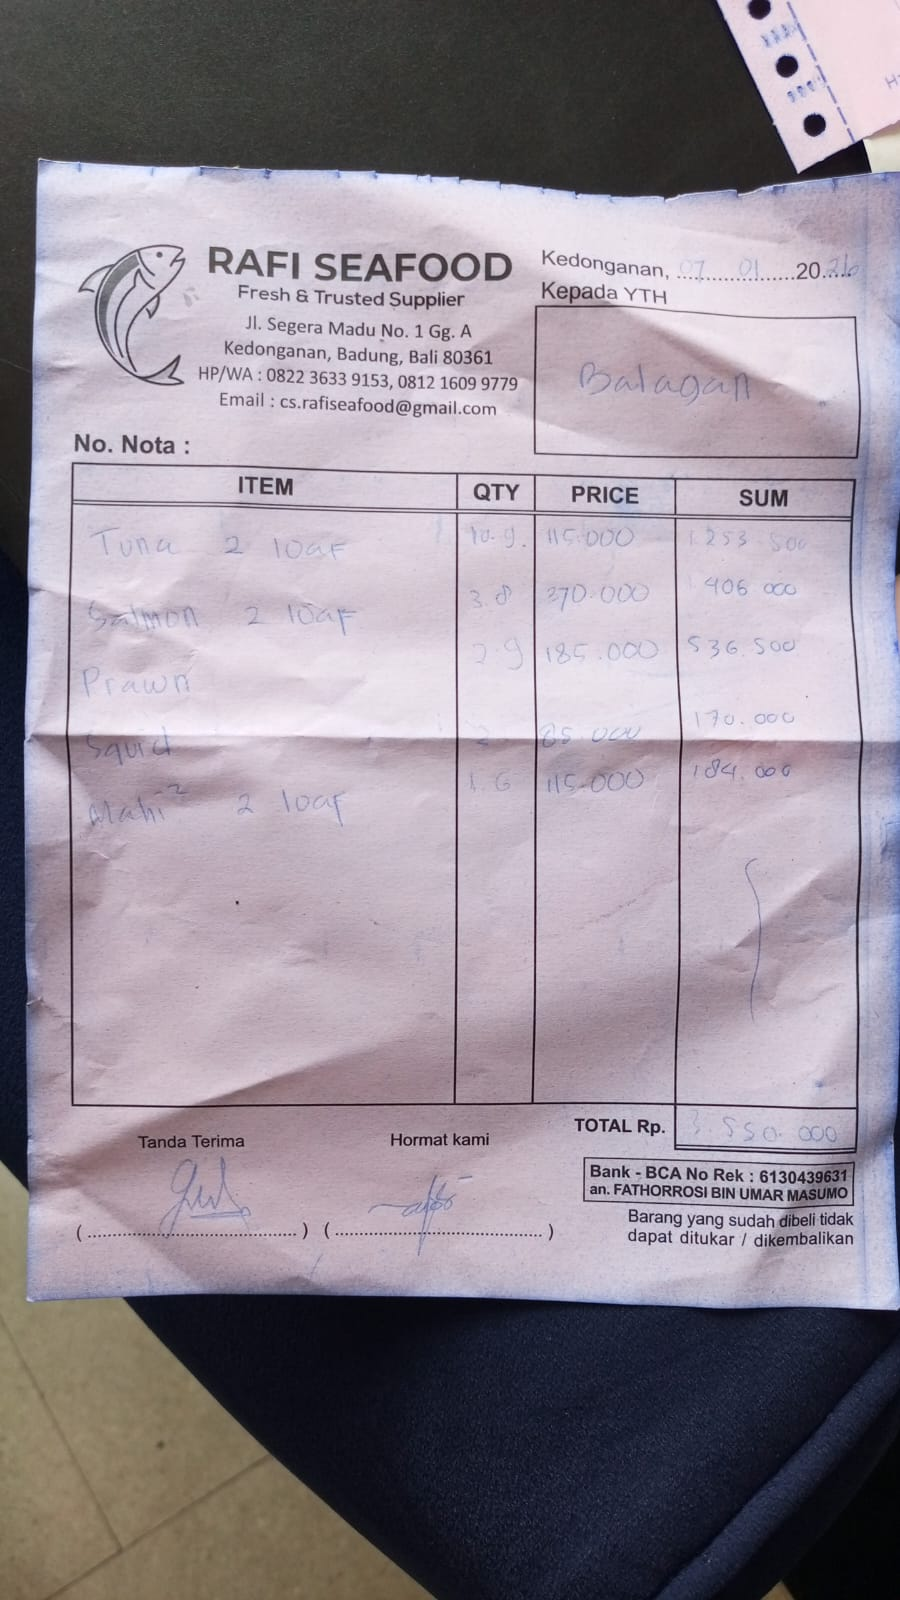 RAFI SEAFOOD
Fresh & Trusted Supplier
Jl. Segera Madu No. 1 Gg. A
Kedonganan, Badung, Bali 80361
HP/WA : 0822 3633 9153, 0812 1609 9779
Email : cs.rafiseafood@gmail.com
Kedonganan, 07 01 2026
Kepada YTH
Balagan
No. Nota :
ITEM QTY PRICE SUM
Tuna 2 loaf 10.9. 115.000 1.253.500
Salmon 2 loaf 3.8 370.000 1.406.000
Prawn 2.9 185.000 536.500
Squid 2 85.000 170.000
Mahi² 2 loaf 1.6 115.000 184.000
TOTAL Rp. 3.550.000
Tanda Terima
Hormat kami
Bank - BCA No Rek : 6130439631
an. FATHORROSI BIN UMAR MASUMO
Barang yang sudah dibeli tidak
dapat ditukar / dikembalikan